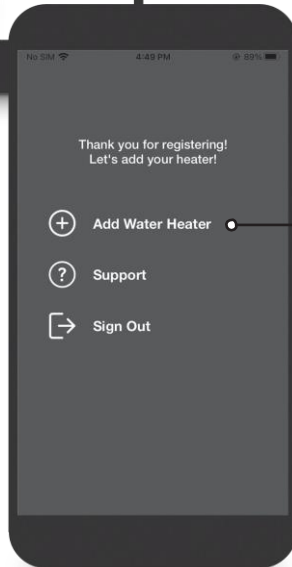 No SIM 4:49 PM 89%
Thank you for registering!
Let's add your heater!
Add Water Heater
? Support
Sign Out